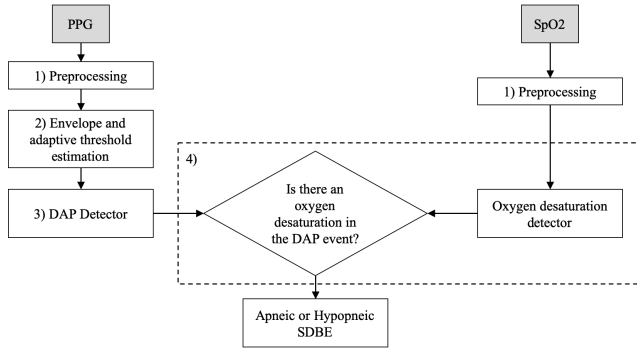 PPG
1) Preprocessing
2) Envelope and
adaptive threshold
estimation
3) DAP Detector
4)
Is there an
oxygen
desaturation in
the DAP event?
SpO2
1) Preprocessing
Oxygen desaturation
detector
Apneic or Hypopneic
SDBE